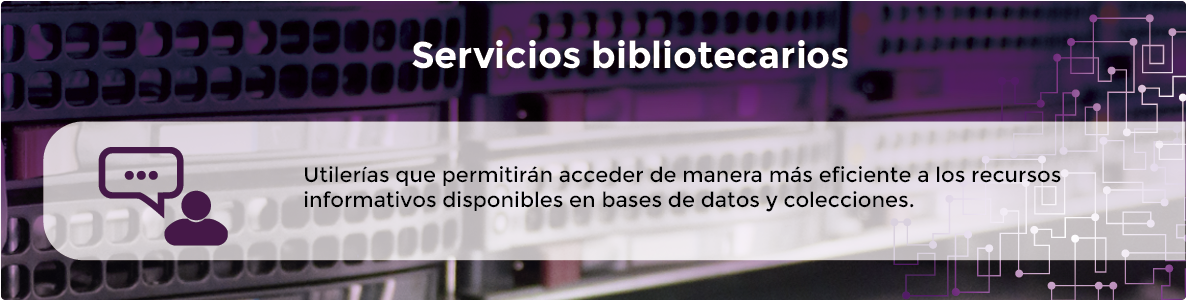 Servicios bibliotecarios
Utilerías que permitirán acceder de manera más eficiente a los recursos
informativos disponibles en bases de datos y colecciones.